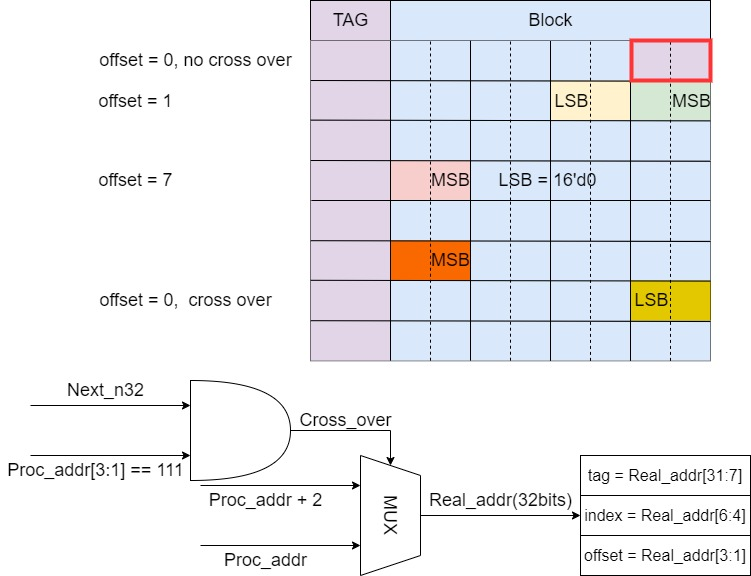 TAG
Block
offset = 0, no cross over
offset = 1
LSB
MSB
offset = 7
MSB
LSB = 16'd0
MSB
offset = 0,  cross over
LSB
Next_n32
Cross_over
Proc_addr[3:1] == 111
Proc_addr + 2
MUX
Real_addr(32bits)
Proc_addr
tag = Real_addr[31:7]
index = Real_addr[6:4]
offset = Real_addr[3:1]